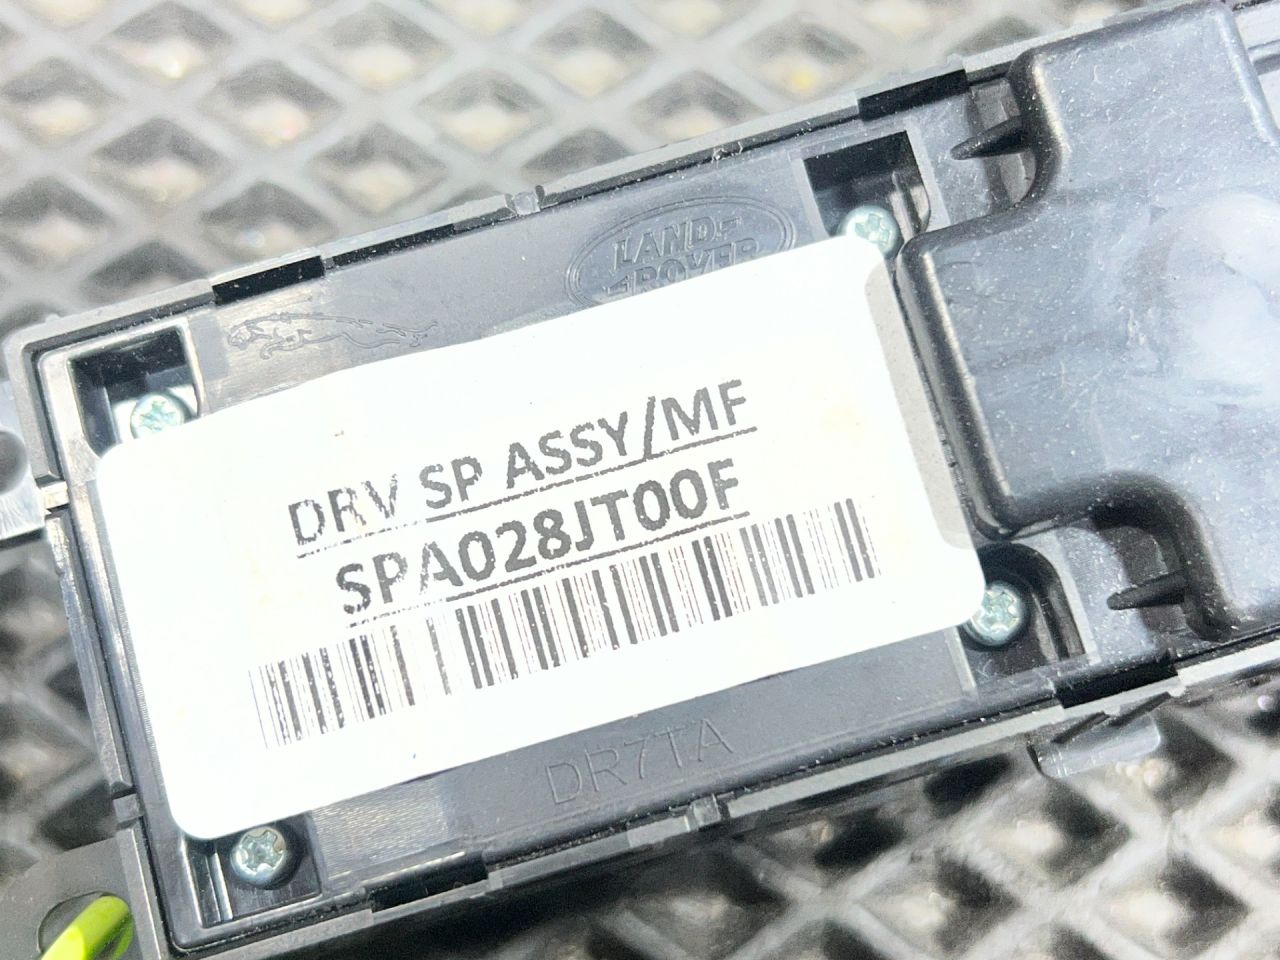 LAND-
ROVER
DRV SP ASSY/MF
SPA028JT00F
DR7TA